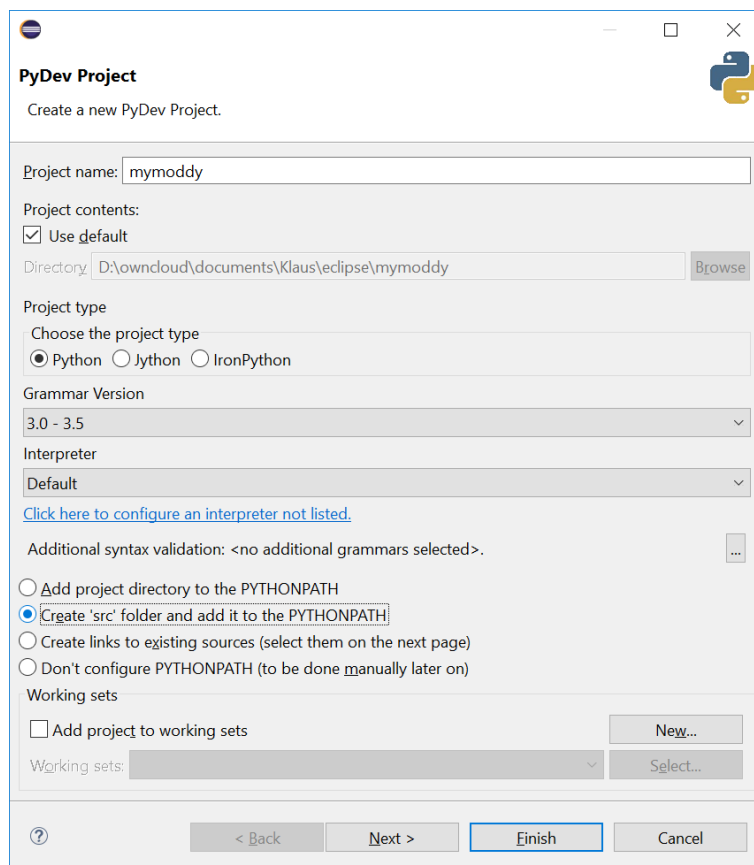 PyDev Project
Create a new PyDev Project.
Project name: mymoddy
Project contents:
Use default
Directory D:\owncloud\documents\Klaus\eclipse\mymoddy Browse
Project type
Choose the project type
Python Jython IronPython
Grammar Version
3.0 - 3.5
Interpreter
Default
Click here to configure an interpreter not listed.
Additional syntax validation: <no additional grammars selected>. ...
Add project directory to the PYTHONPATH
Create 'src' folder and add it to the PYTHONPATH
Create links to existing sources (select them on the next page)
Don't configure PYTHONPATH (to be done manually later on)
Working sets
Add project to working sets New...
Working sets: Select...
? < Back Next > Finish Cancel